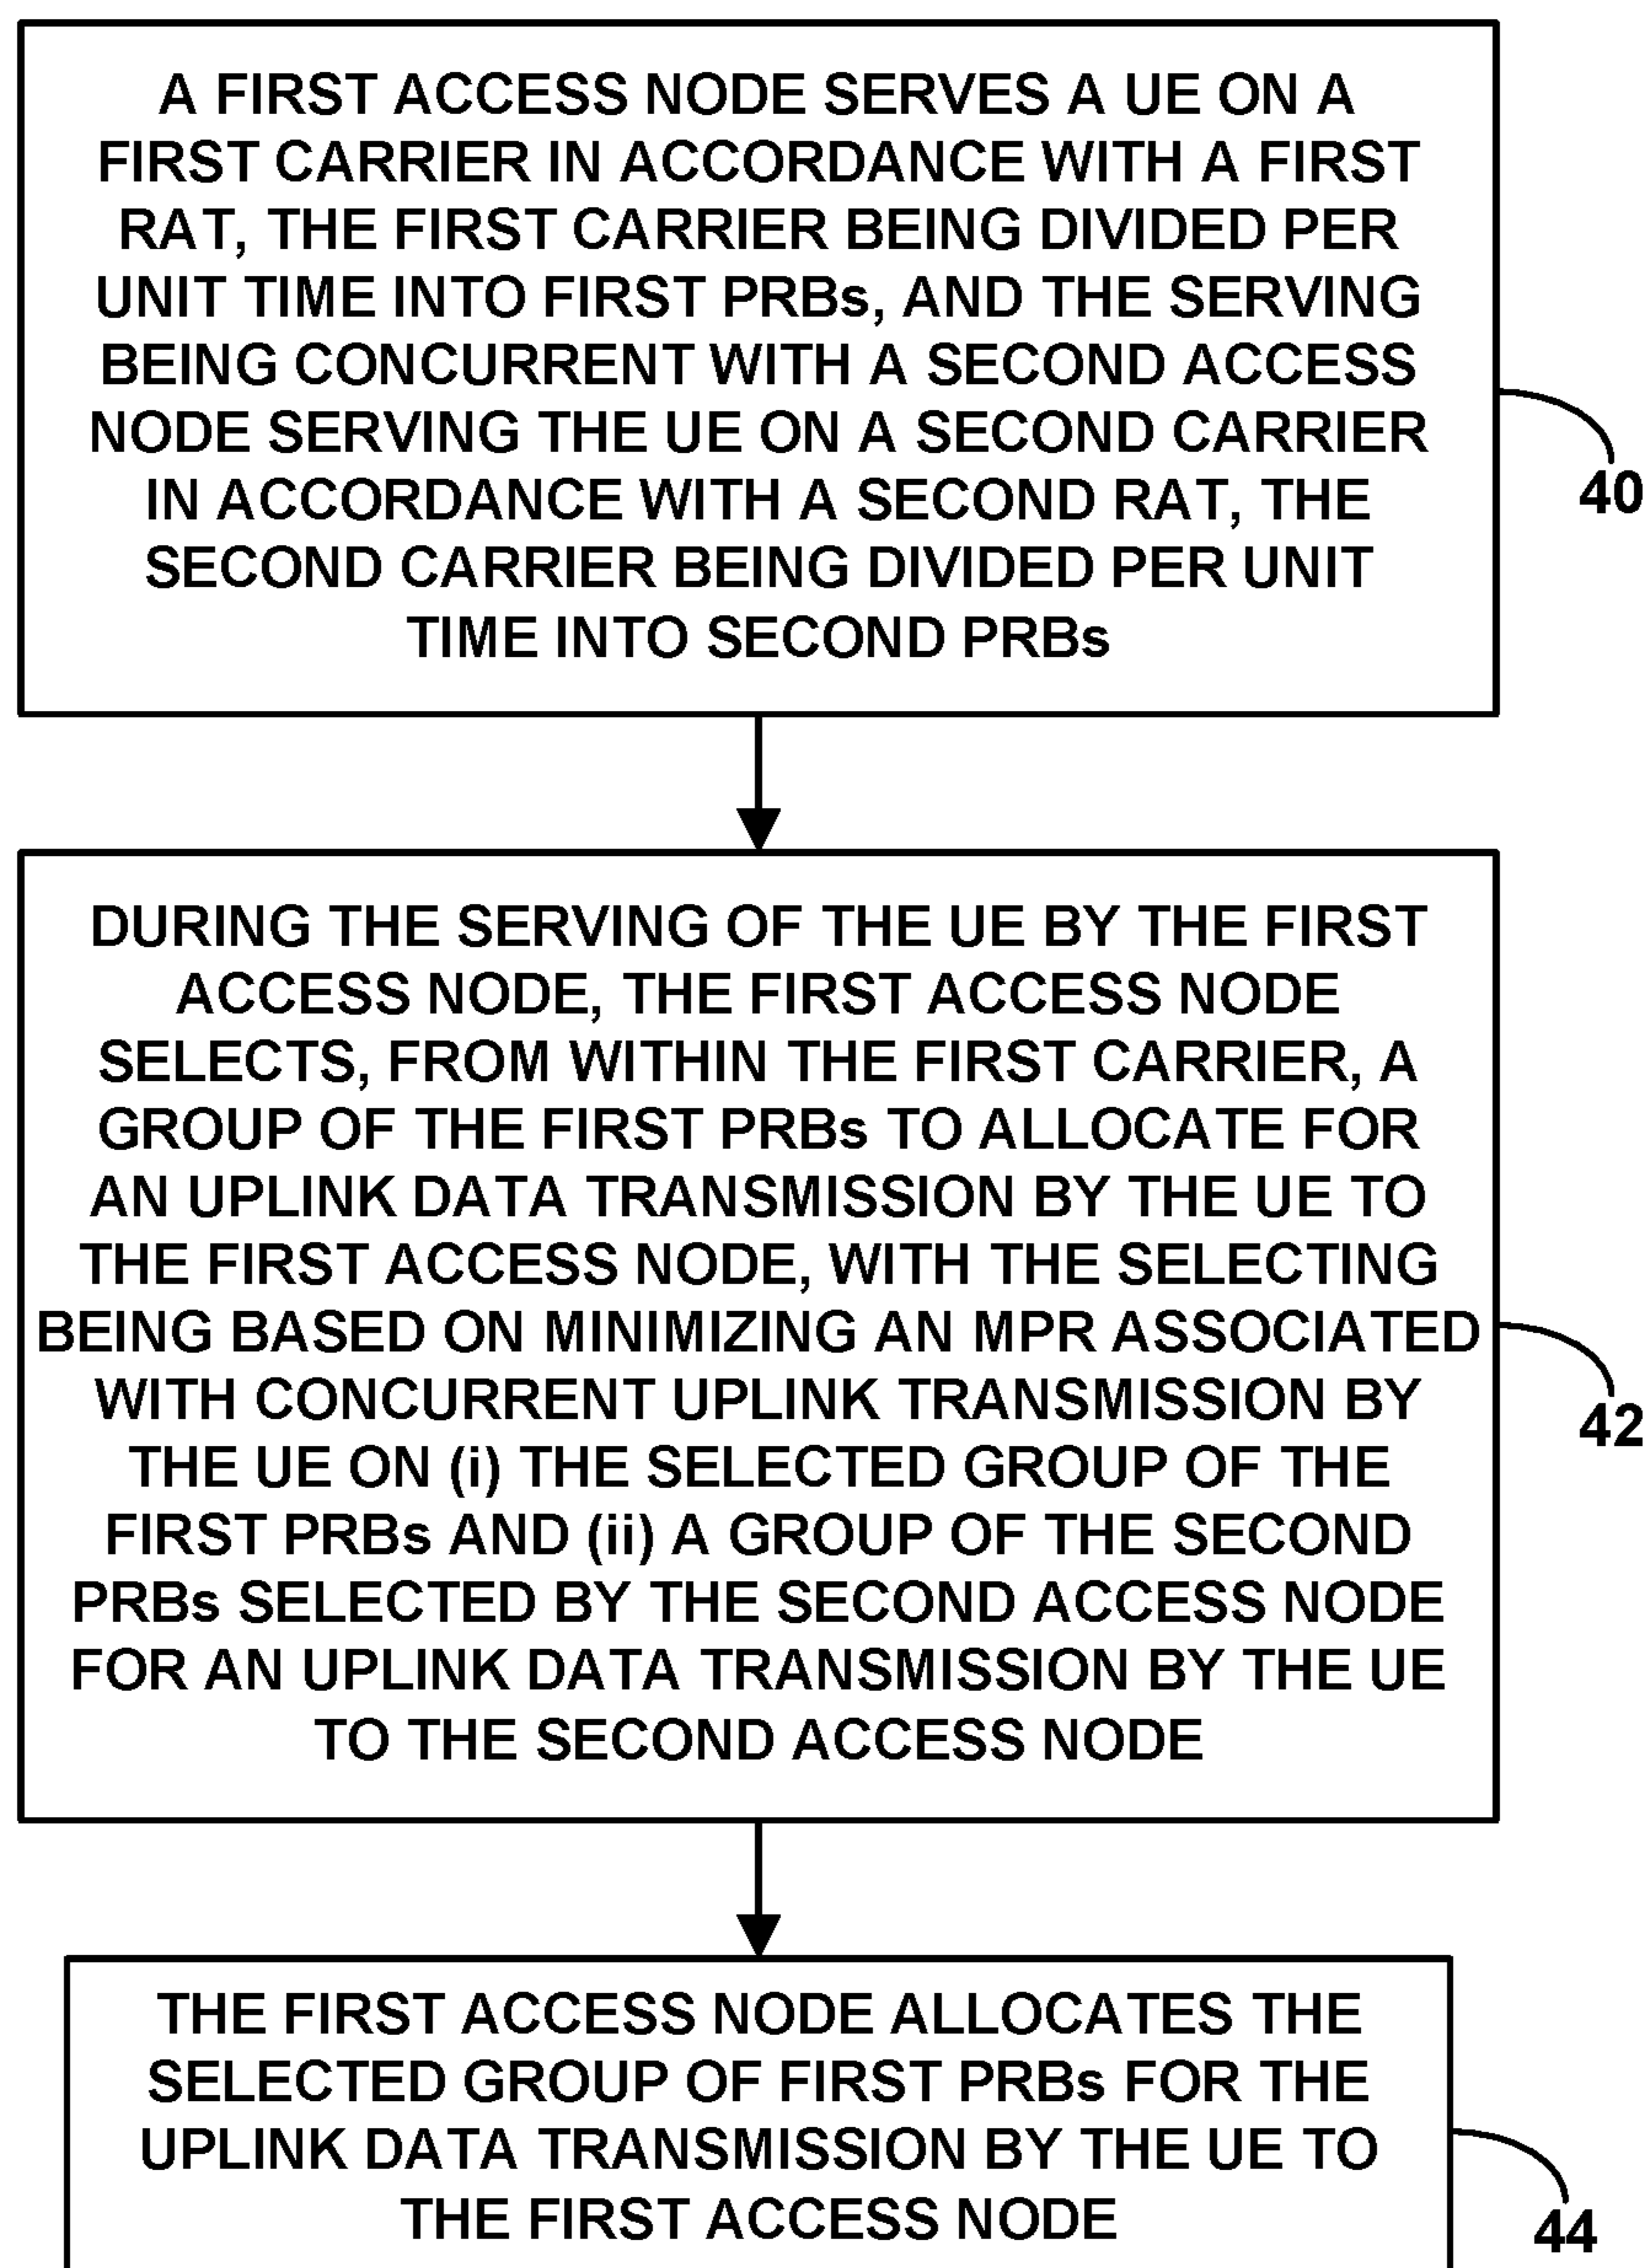 A FIRST ACCESS NODE SERVES A UE ON A
FIRST CARRIER IN ACCORDANCE WITH A FIRST
RAT, THE FIRST CARRIER BEING DIVIDED PER
UNIT TIME INTO FIRST PRBs, AND THE SERVING
BEING CONCURRENT WITH A SECOND ACCESS
NODE SERVING THE UE ON A SECOND CARRIER
IN ACCORDANCE WITH A SECOND RAT, THE
SECOND CARRIER BEING DIVIDED PER UNIT
TIME INTO SECOND PRBs
40
DURING THE SERVING OF THE UE BY THE FIRST
ACCESS NODE, THE FIRST ACCESS NODE
SELECTS, FROM WITHIN THE FIRST CARRIER, A
GROUP OF THE FIRST PRBs TO ALLOCATE FOR
AN UPLINK DATA TRANSMISSION BY THE UE TO
THE FIRST ACCESS NODE, WITH THE SELECTING
BEING BASED ON MINIMIZING AN MPR ASSOCIATED
WITH CONCURRENT UPLINK TRANSMISSION BY
THE UE ON (i) THE SELECTED GROUP OF THE
FIRST PRBs AND (ii) A GROUP OF THE SECOND
PRBs SELECTED BY THE SECOND ACCESS NODE
FOR AN UPLINK DATA TRANSMISSION BY THE UE
TO THE SECOND ACCESS NODE
42
THE FIRST ACCESS NODE ALLOCATES THE
SELECTED GROUP OF FIRST PRBs FOR THE
UPLINK DATA TRANSMISSION BY THE UE TO
THE FIRST ACCESS NODE
44